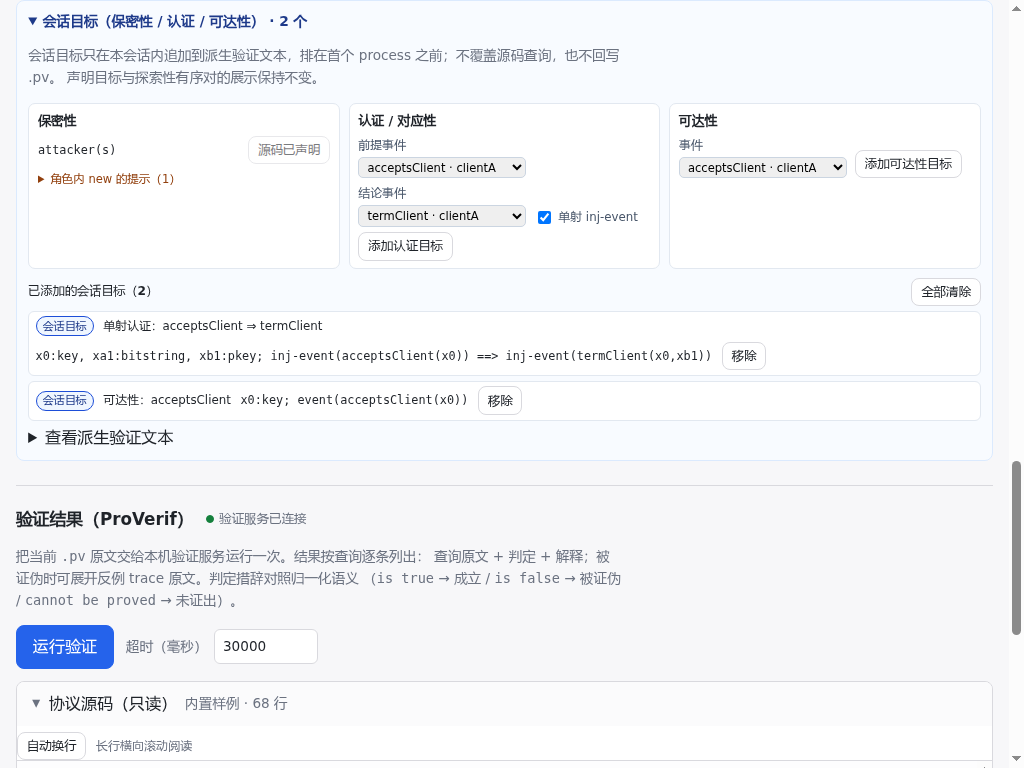 ▼ 会话目标（保密性 / 认证 / 可达性） · 2 个
会话目标只在本会话内追加到派生验证文本，排在首个 process 之前；不覆盖源码查询，也不回写
.pv。 声明目标与探索性有序对的展示保持不变。
保密性
attacker(s)
源码已声明
▶ 角色内 new 的提示（1）
认证 / 对应性
前提事件
acceptsClient · clientA
结论事件
termClient · clientA
单射 inj-event
添加认证目标
可达性
事件
acceptsClient · clientA
添加可达性目标
已添加的会话目标（2）
全部清除
会话目标 单射认证：acceptsClient ⇒ termClient
x0:key, xa1:bitstring, xb1:pkey; inj-event(acceptsClient(x0)) ==> inj-event(termClient(x0,xb1)) 移除
会话目标 可达性：acceptsClient x0:key; event(acceptsClient(x0)) 移除
▶ 查看派生验证文本
验证结果（ProVerif） ● 验证服务已连接
把当前 .pv 原文交给本机验证服务运行一次。结果按查询逐条列出： 查询原文 + 判定 + 解释；被
证伪时可展开反例 trace 原文。判定措辞对照归一化语义 （is true → 成立 / is false → 被证伪
/ cannot be proved → 未证出）。
运行验证 超时（毫秒） 30000
▼ 协议源码（只读） 内置样例 · 68 行
自动换行 长行横向滚动阅读